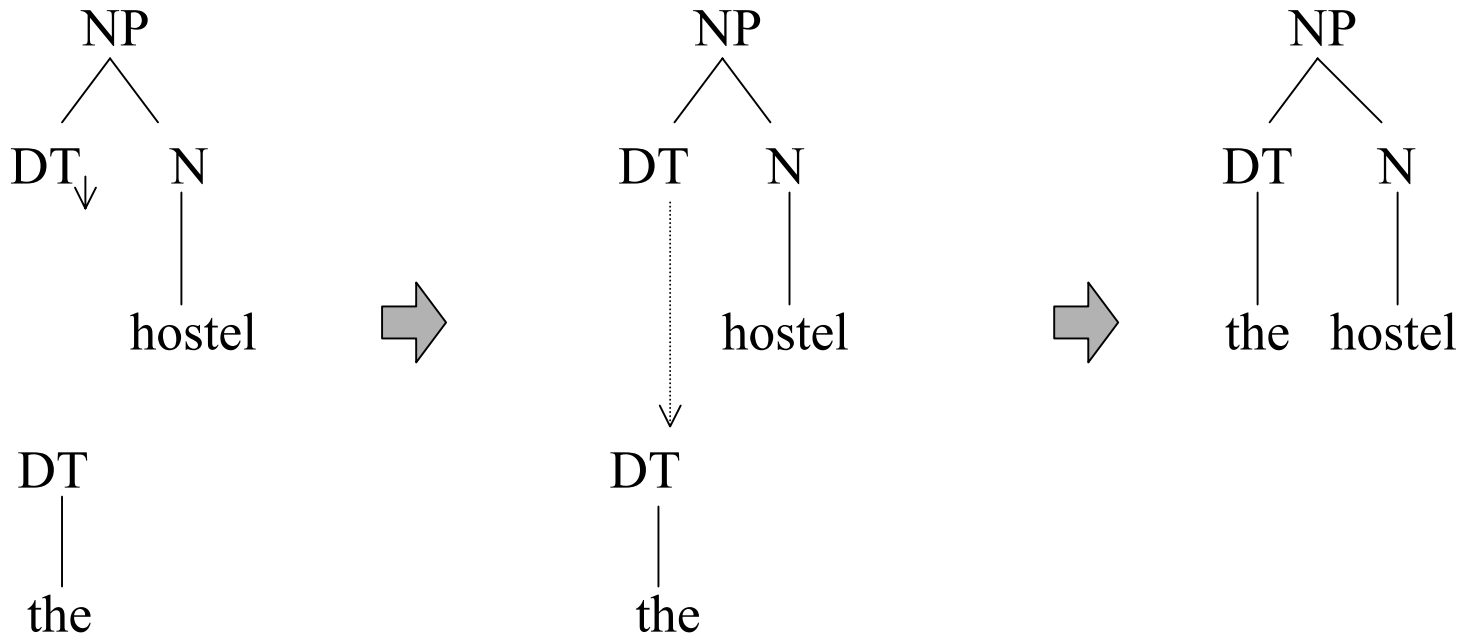 NP NP NP
DT N DT N DT N
hostel hostel the hostel
DT DT
the the